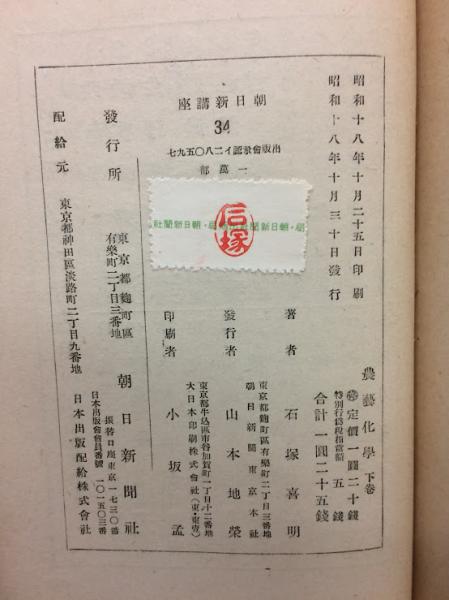 昭和十八年十月二十五日印刷
昭和十八年十月三十日發行
農藝化學 下卷
定價一圓二十錢
特別行爲税相當額 五錢
合計一圓二十五錢
朝日新講座
34
出版會承認イ二八〇五九七
一萬部
石塚
朝日新聞社
著者 石塚喜明
東京都麴町區有樂町二丁目三番地
朝日新聞東京本社
發行者 山本地榮
東京都牛込區市谷加賀町一丁目十二番地
大日本印刷株式會社(東・東壹)
印刷者 小坂孟
發行所 東京都麴町區有樂町二丁目三番地 朝日新聞社
振替口座東京一七三〇番
日本出版會會員番號一〇一五〇三番
配給元 東京都神田區淡路町二丁目九番地 日本出版配給株式會社